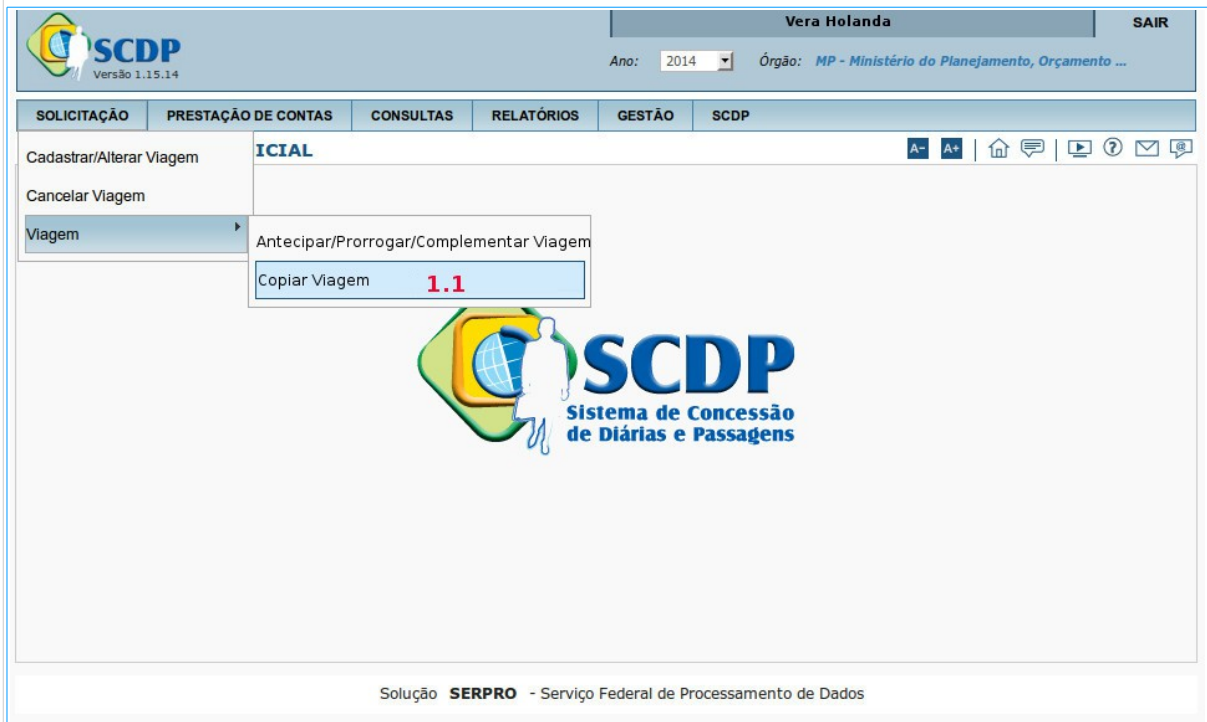 Vera Holanda
SAIR
SCDP
Versão 1.15.14
Ano: 2014
Órgão: MP - Ministério do Planejamento, Orçamento ...
SOLICITAÇÃO PRESTAÇÃO DE CONTAS CONSULTAS RELATÓRIOS GESTÃO SCDP
Cadastrar/Alterar Viagem
ICIAL
A- A+
Cancelar Viagem
Viagem
Antecipar/Prorrogar/Complementar Viagem
Copiar Viagem 1.1
SCDP
Sistema de Concessão
de Diárias e Passagens
Solução SERPRO - Serviço Federal de Processamento de Dados